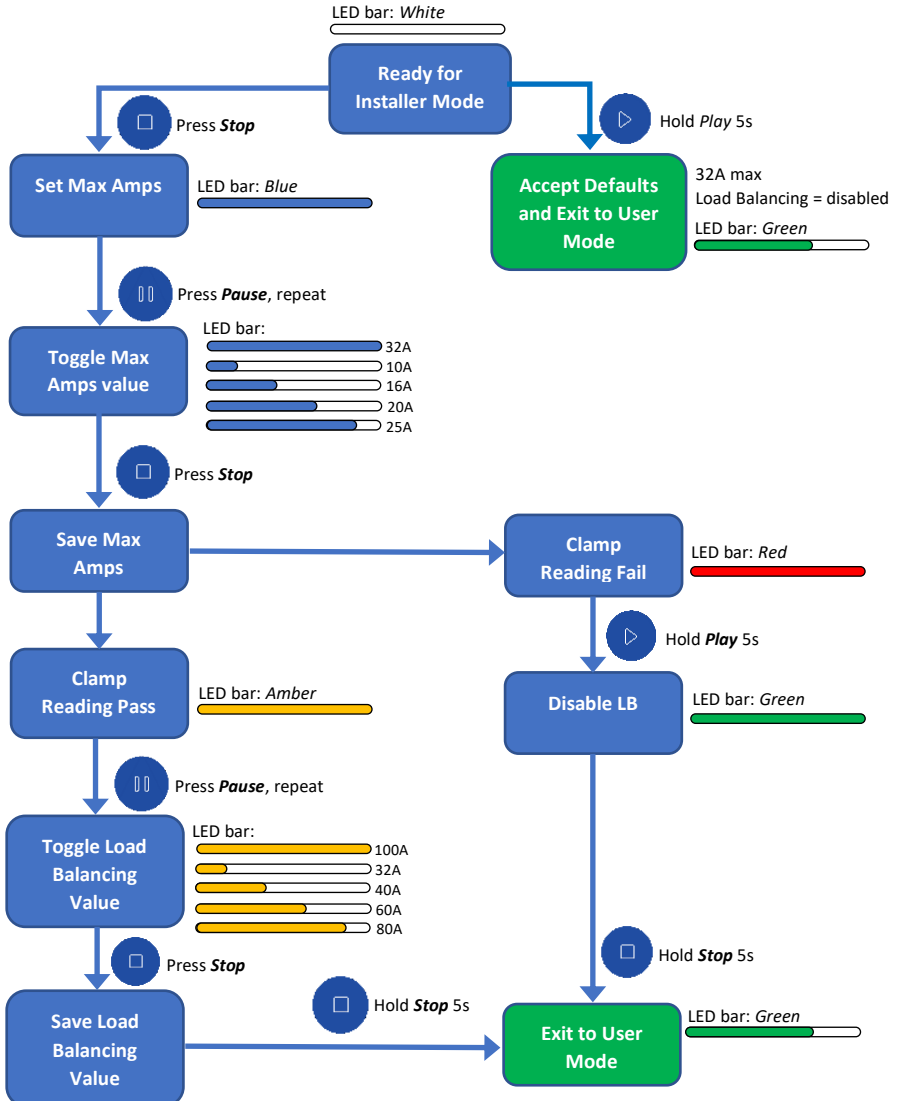 LED bar: White
Ready for
Installer Mode
Press Stop
Hold Play 5s
Set Max Amps
LED bar: Blue
Accept Defaults
and Exit to User
Mode
32A max
Load Balancing = disabled
LED bar: Green
Press Pause, repeat
Toggle Max
Amps value
LED bar:
32A
10A
16A
20A
25A
Press Stop
Save Max
Amps
Clamp
Reading Fail
LED bar: Red
Hold Play 5s
Clamp
Reading Pass
LED bar: Amber
Disable LB
LED bar: Green
Press Pause, repeat
Toggle Load
Balancing
Value
LED bar:
100A
32A
40A
60A
80A
Press Stop
Hold Stop 5s
Save Load
Balancing
Value
Hold Stop 5s
Exit to User
Mode
LED bar: Green